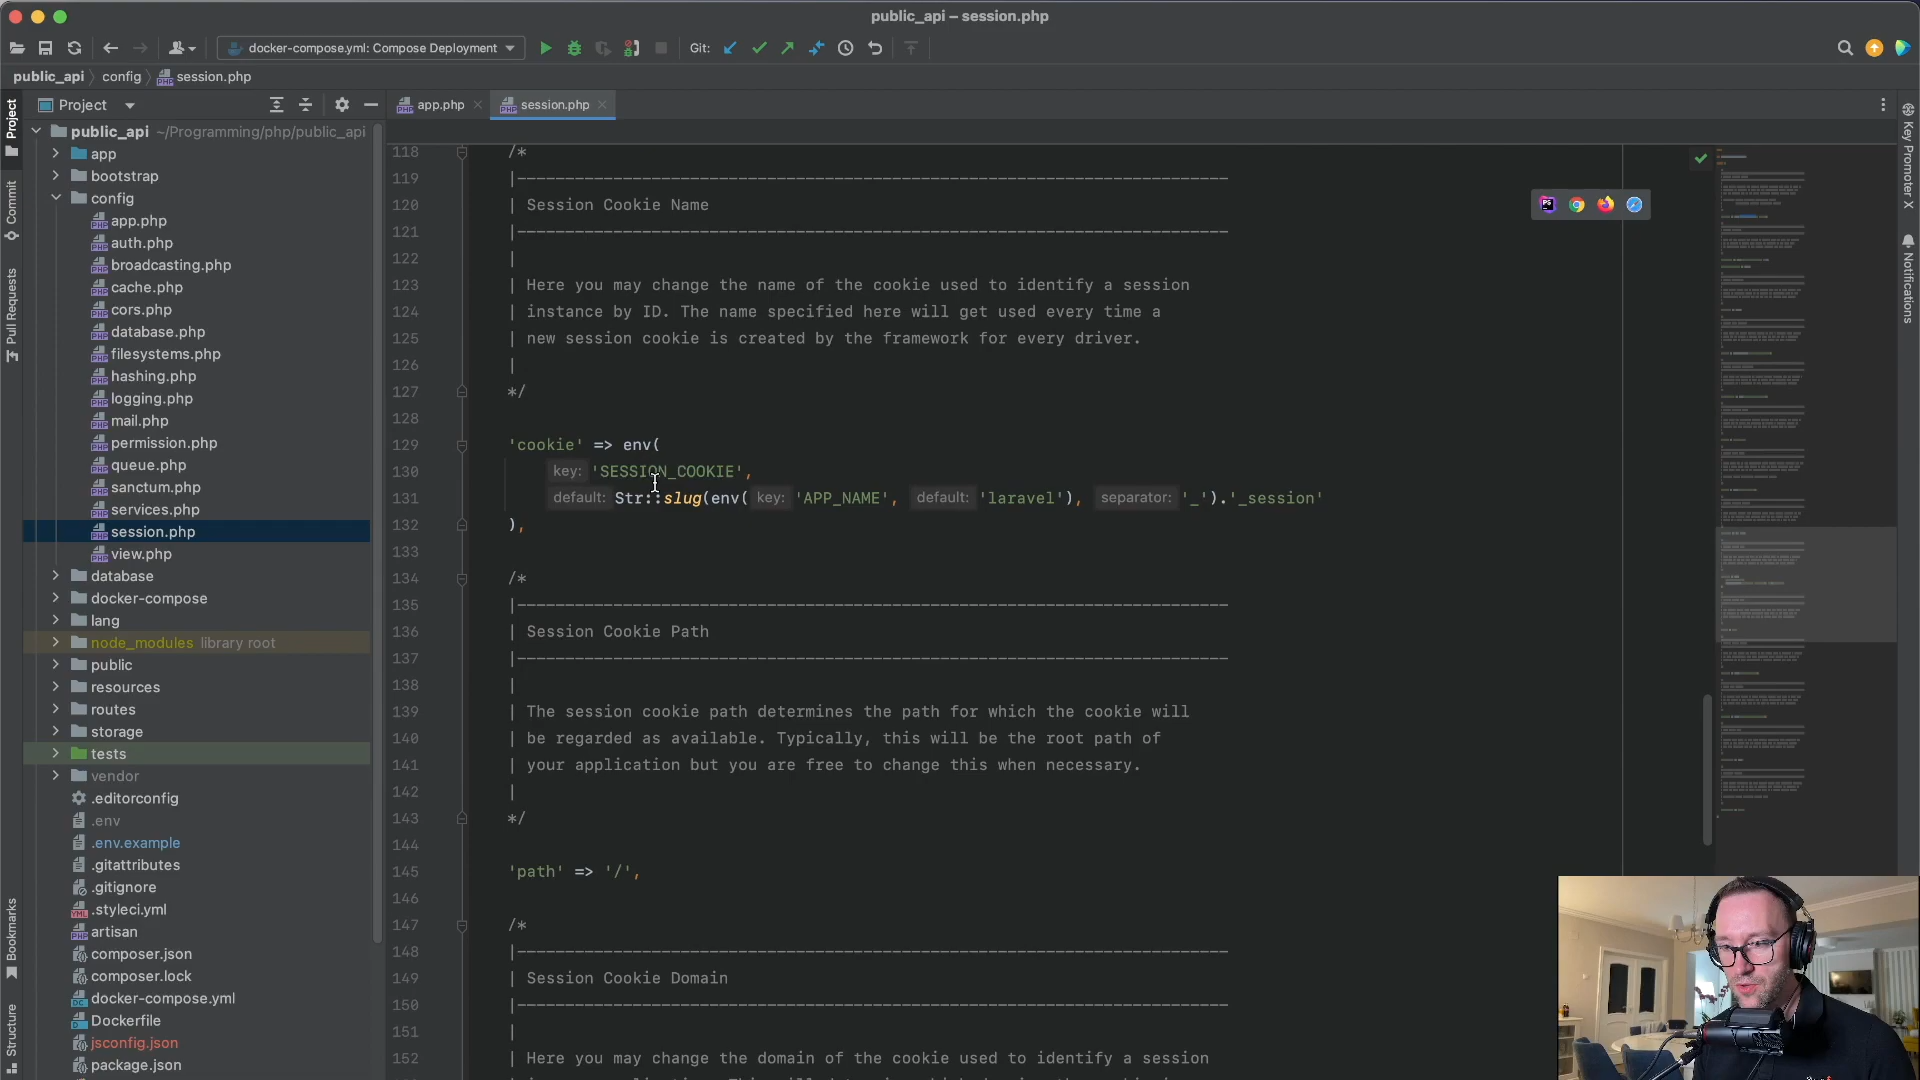 public_api – session.php
docker-compose.yml: Compose Deployment
Git:
public_api
config
session.php
Project
app.php
session.php
public_api ~/Programming/php/public_api
app
bootstrap
config
app.php
auth.php
broadcasting.php
cache.php
cors.php
database.php
filesystems.php
hashing.php
logging.php
mail.php
permission.php
queue.php
sanctum.php
services.php
session.php
view.php
database
docker-compose
lang
node_modules library root
public
resources
routes
storage
tests
vendor
.editorconfig
.env
.env.example
.gitattributes
.gitignore
.styleci.yml
artisan
composer.json
composer.lock
docker-compose.yml
Dockerfile
jsconfig.json
package.json
Project
Commit
Pull Requests
Bookmarks
Structure
118 /*
119 |--------------------------------------------------------------------------
120 | Session Cookie Name
121 |--------------------------------------------------------------------------
122 |
123 | Here you may change the name of the cookie used to identify a session
124 | instance by ID. The name specified here will get used every time a
125 | new session cookie is created by the framework for every driver.
126 |
127 */
128
129 'cookie' => env(
130 key: 'SESSION_COOKIE',
131 default: Str::slug(env( key: 'APP_NAME', default: 'laravel'), separator: '_').'_session'
132 ),
133
134 /*
135 |--------------------------------------------------------------------------
136 | Session Cookie Path
137 |--------------------------------------------------------------------------
138 |
139 | The session cookie path determines the path for which the cookie will
140 | be regarded as available. Typically, this will be the root path of
141 | your application but you are free to change this when necessary.
142 |
143 */
144
145 'path' => '/',
146
147 /*
148 |--------------------------------------------------------------------------
149 | Session Cookie Domain
150 |--------------------------------------------------------------------------
151 |
152 | Here you may change the domain of the cookie used to identify a session
Key Promoter X
Notifications